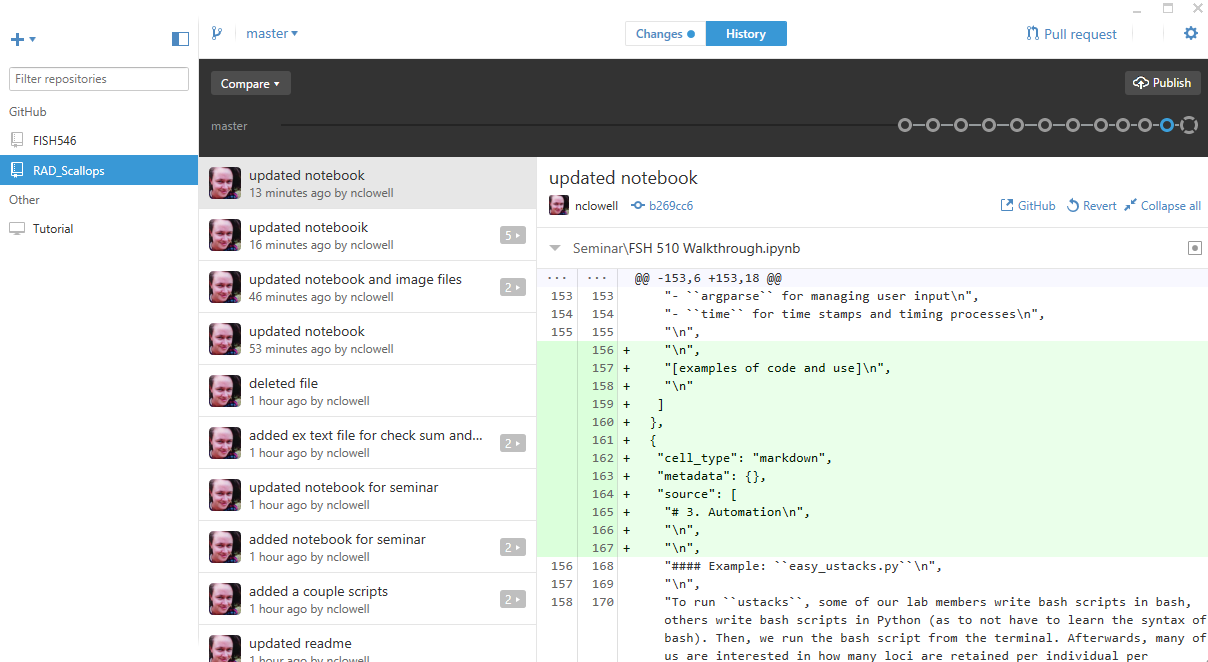 master
Changes
History
Pull request
Filter repositories
GitHub
FISH546
RAD_Scallops
Other
Tutorial
Compare
Publish
master
updated notebook
13 minutes ago by nclowell
updated notebooik
16 minutes ago by nclowell
5
updated notebook and image files
46 minutes ago by nclowell
2
updated notebook
53 minutes ago by nclowell
deleted file
1 hour ago by nclowell
added ex text file for check sum and...
1 hour ago by nclowell
2
updated notebook for seminar
1 hour ago by nclowell
added notebook for seminar
1 hour ago by nclowell
2
added a couple scripts
1 hour ago by nclowell
2
updated readme
1 hour ago by nclowell
updated notebook
nclowell b269cc6 GitHub Revert Collapse all
Seminar\FSH 510 Walkthrough.ipynb
... ... @@ -153,6 +153,18 @@
153 153 "- ``argparse`` for managing user input\n",
154 154 "- ``time`` for time stamps and timing processes\n",
155 155 "\n",
156 + "\n",
157 + "[examples of code and use]\n",
158 + "\n"
159 + ]
160 + },
161 + {
162 + "cell_type": "markdown",
163 + "metadata": {},
164 + "source": [
165 + "# 3. Automation\n",
166 + "\n",
167 + "\n",
156 168 "#### Example: ``easy_ustacks.py``\n",
157 169 "\n",
158 170 "To run ``ustacks``, some of our lab members write bash scripts in bash,
others write bash scripts in Python (as to not have to learn the syntax of
bash). Then, we run the bash script from the terminal. Afterwards, many of
us are interested in how many loci are retained per individual per